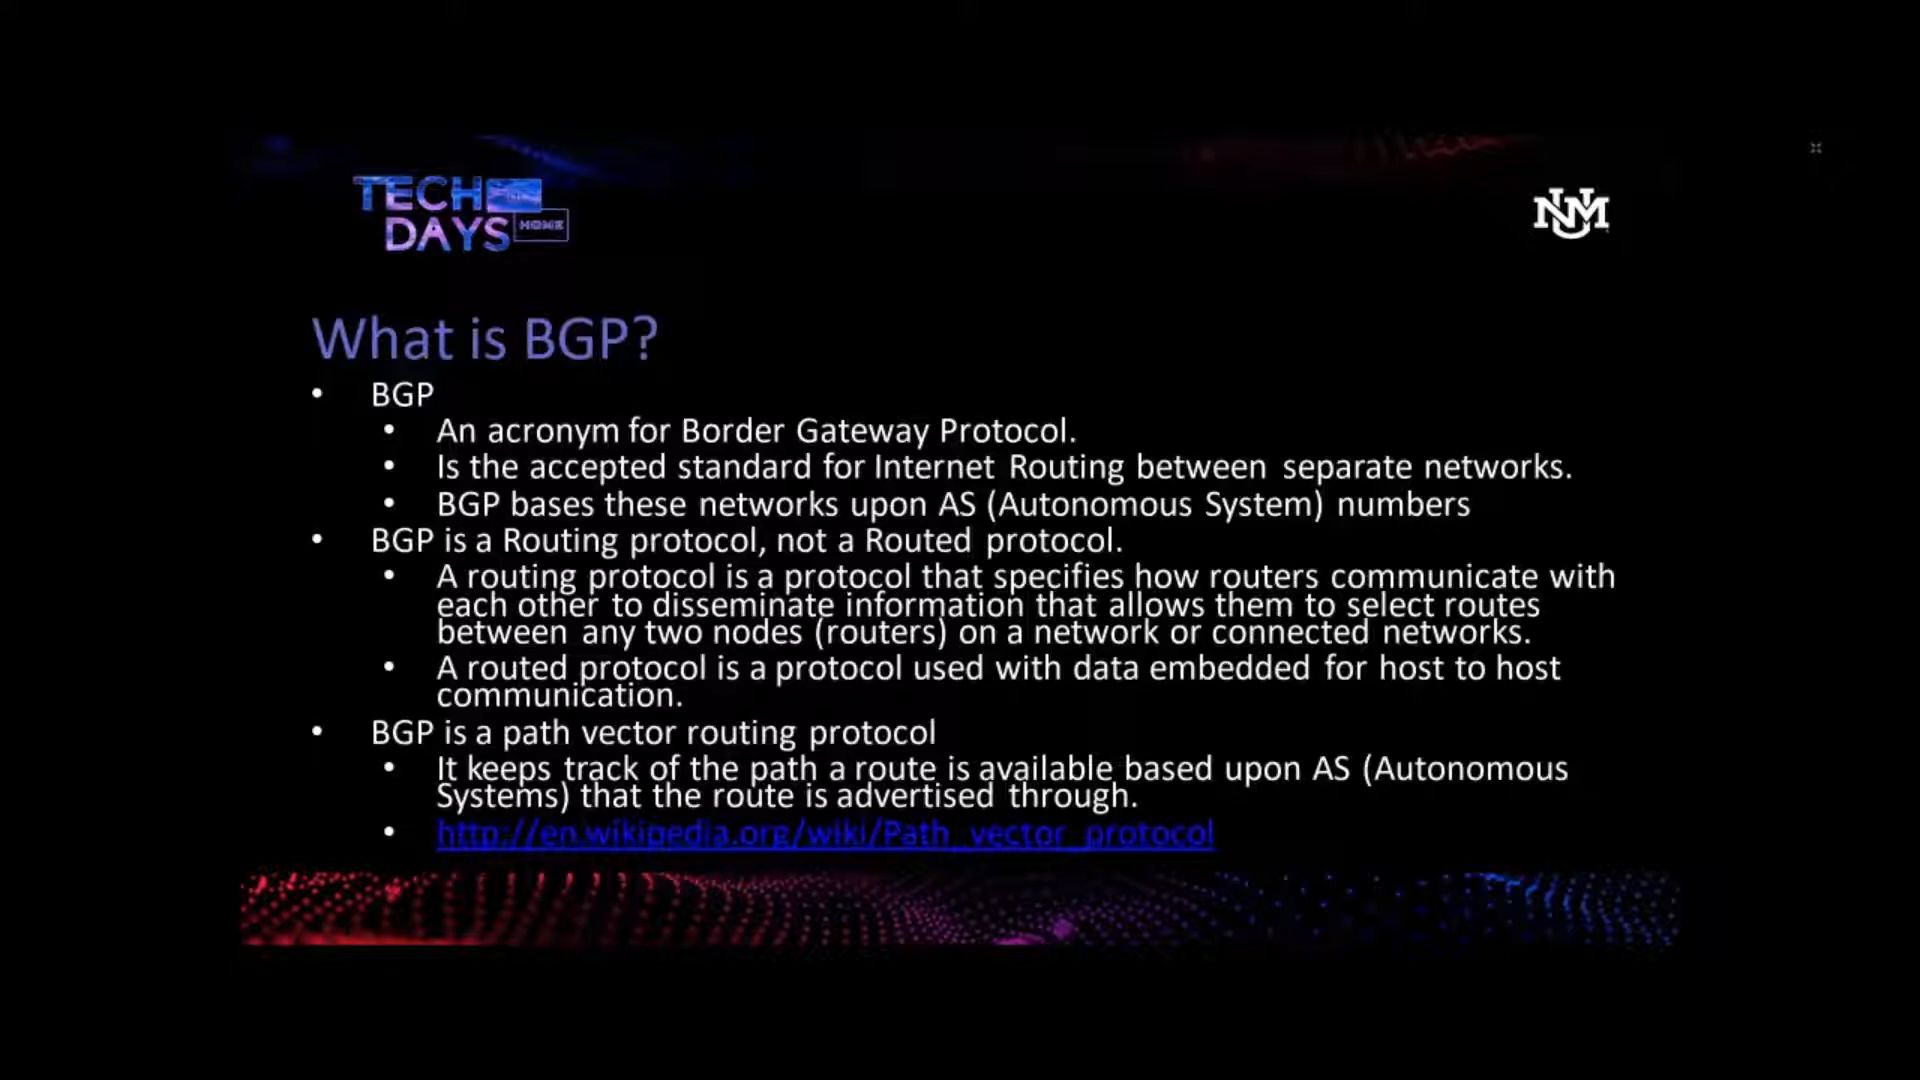 TECH
DAYS HOME
UNM
What is BGP?
• BGP
• An acronym for Border Gateway Protocol.
• Is the accepted standard for Internet Routing between separate networks.
• BGP bases these networks upon AS (Autonomous System) numbers
• BGP is a Routing protocol, not a Routed protocol.
• A routing protocol is a protocol that specifies how routers communicate with
each other to disseminate information that allows them to select routes
between any two nodes (routers) on a network or connected networks.
• A routed protocol is a protocol used with data embedded for host to host
communication.
• BGP is a path vector routing protocol
• It keeps track of the path a route is available based upon AS (Autonomous
Systems) that the route is advertised through.
• http://en.wikipedia.org/wiki/Path_vector_protocol